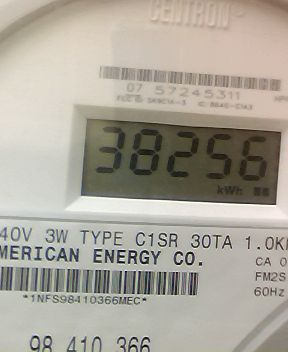 CENTRON
07 57245311
38256
kWh
40V 3W TYPE C1SR 30TA 1.0K
MERICAN ENERGY CO.
CA 0
FM2S
60Hz
*1NFS98410366MEC*
98 410 366